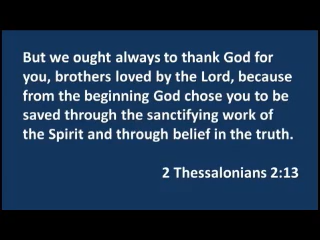 But we ought always to thank God for
you, brothers loved by the Lord, because
from the beginning God chose you to be
saved through the sanctifying work of
the Spirit and through belief in the truth.
2 Thessalonians 2:13